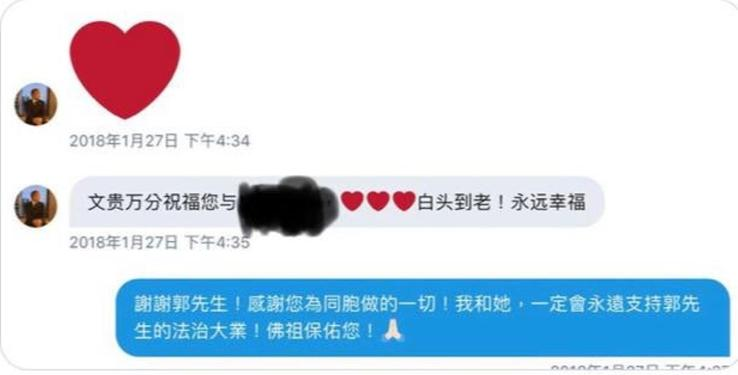 2018年1月27日 下午4:34
文贵万分祝福您与❤❤❤白头到老！永远幸福
2018年1月27日 下午4:35
謝謝郭先生！感謝您為同胞做的一切！我和她，一定會永遠支持郭先
生的法治大業！佛祖保佑您！🙏🏻